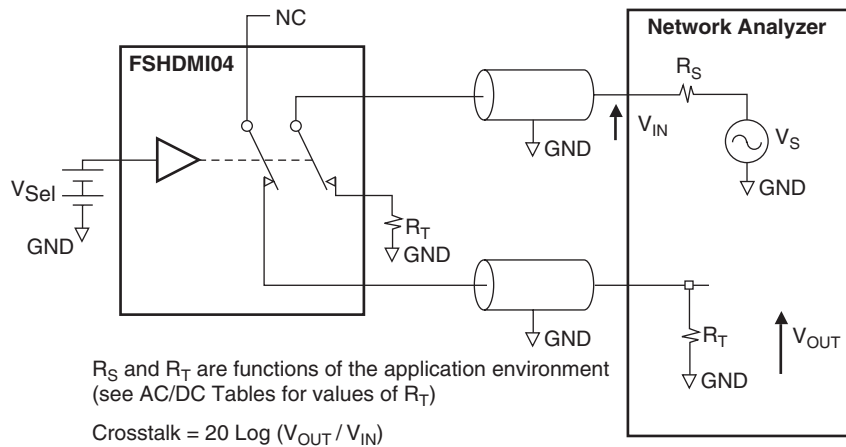 NC
Network Analyzer
FSHDMI04
R_S
V_IN
GND
V_S
GND
V_Sel
GND
R_T
GND
GND
R_T
V_OUT
GND
R_S and R_T are functions of the application environment
(see AC/DC Tables for values of R_T)
Crosstalk = 20 Log (V_OUT / V_IN)